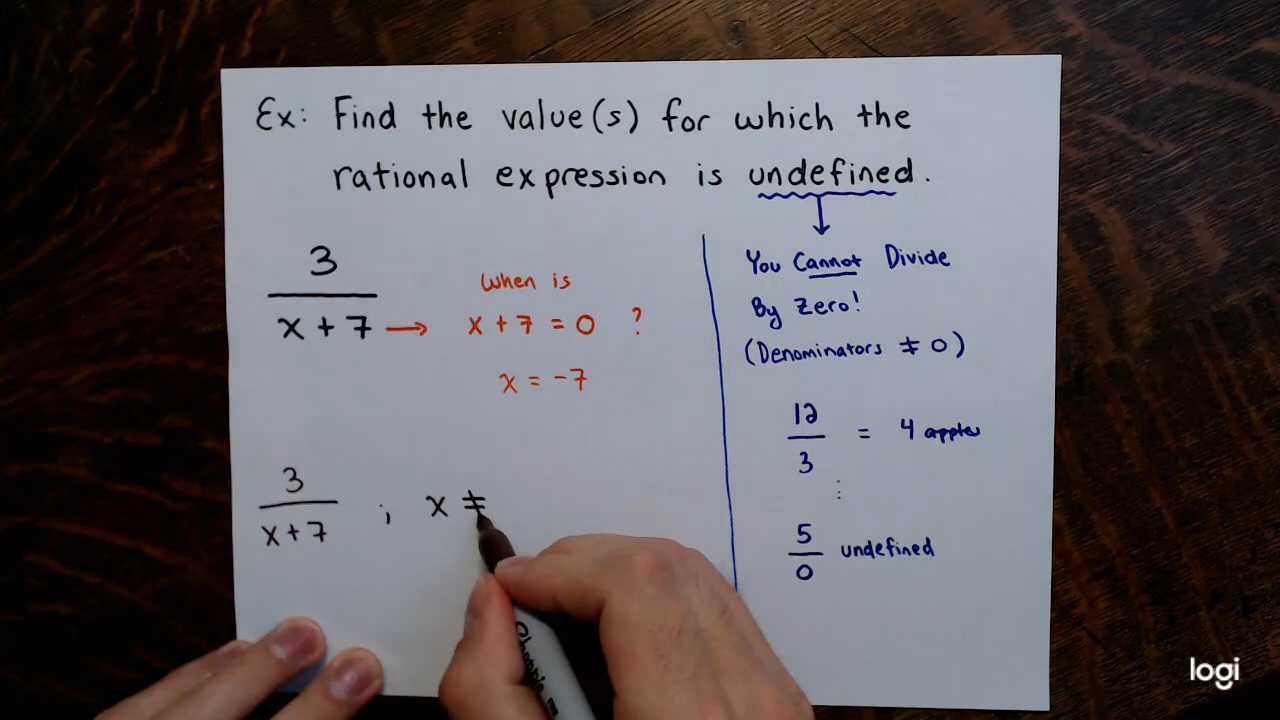 Ex: Find the value(s) for which the
rational expression is undefined.
3
x + 7 → When is
x + 7 = 0 ?
x = -7
3
x+7 ; x ≠
You Cannot Divide
By Zero!
(Denominators ≠ 0)
12
3 = 4 apples
⋮
5
0 undefined
Sharpie
logi